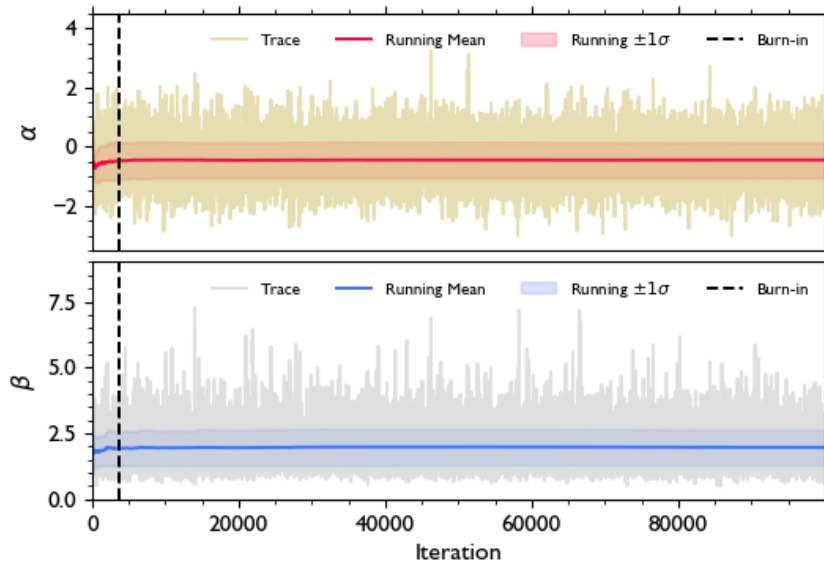 4
Trace Running Mean Running ±1σ Burn-in
2
α
0
−2
Trace Running Mean Running ±1σ Burn-in
7.5
5.0
β
2.5
0.0
0 20000 40000 60000 80000
Iteration